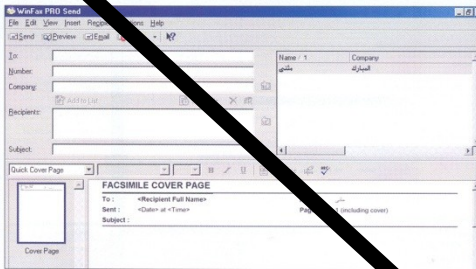 WinFax PRO Send
File Edit View Insert Help
Send Preview Email
To:
Name 1 Company
مثنى المبارك
Number:
Company:
Add to List
Recipients:
Subject:
Quick Cover Page
FACSIMILE COVER PAGE
To : <Recipient Full Name>
Sent : <Date> at <Time> (including cover)
Subject :
Cover Page